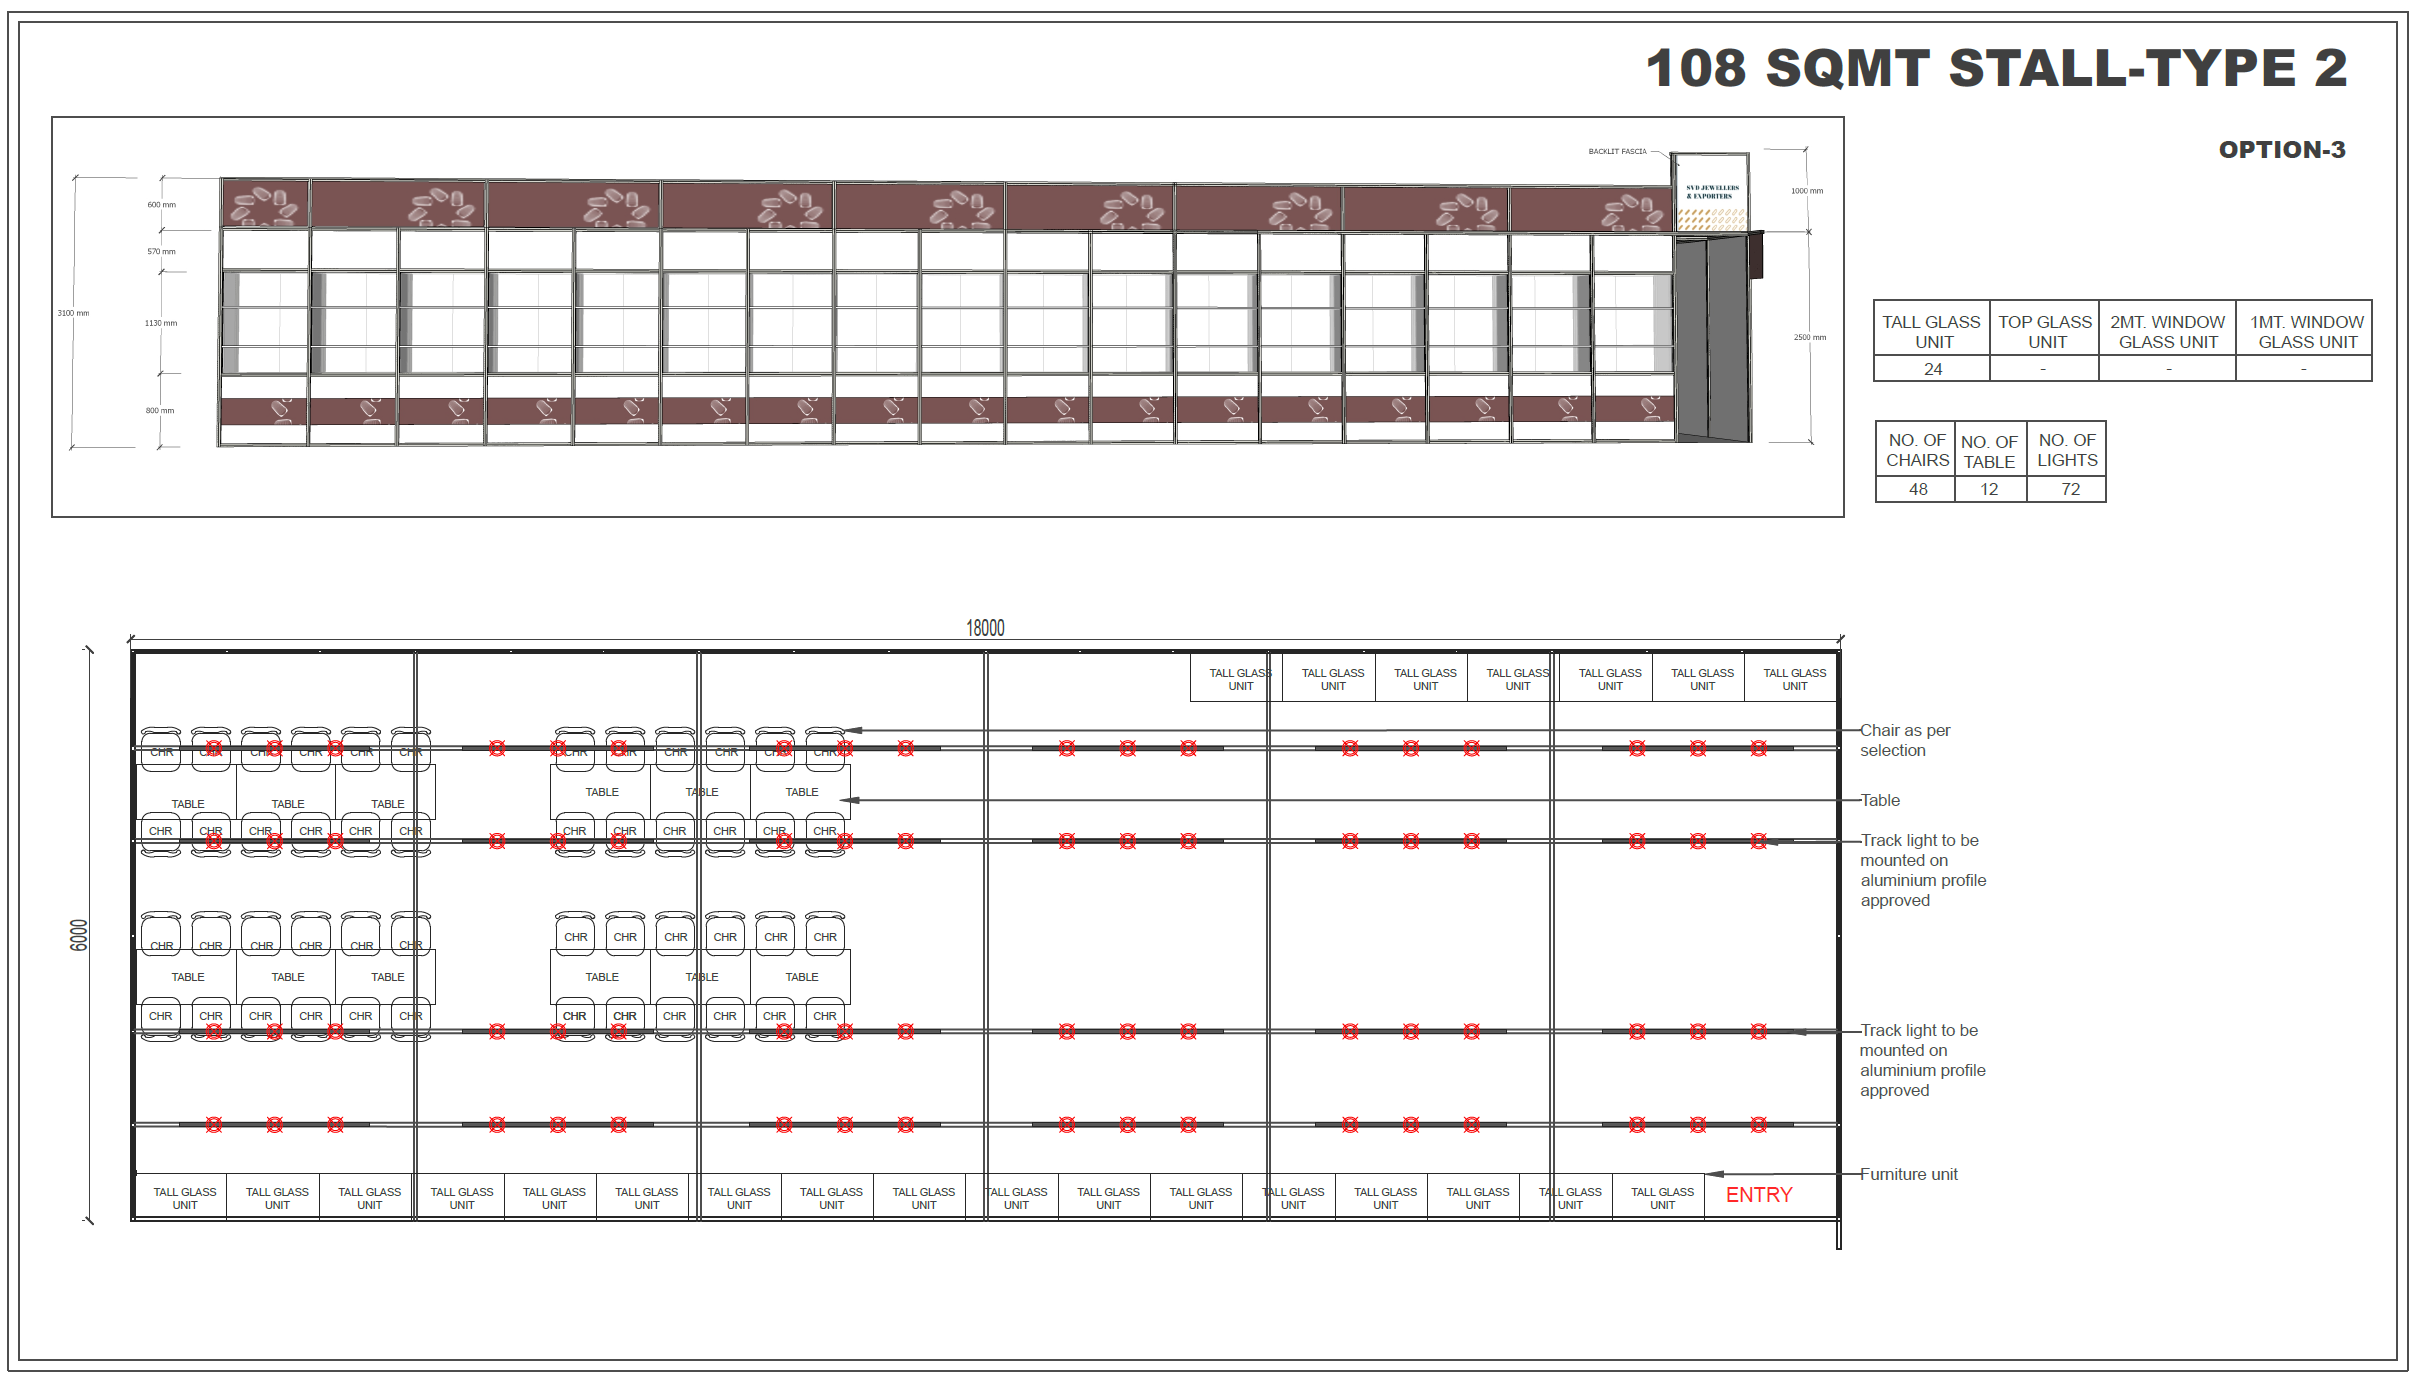 108 SQMT STALL-TYPE 2
OPTION-3
BACKLIT FASCIA
SVD JEWELLERS
& EXPORTERS
600 mm
570 mm
1130 mm
800 mm
3100 mm
1000 mm
2500 mm
TALL GLASS UNIT TOP GLASS UNIT 2MT. WINDOW GLASS UNIT 1MT. WINDOW GLASS UNIT
24 - - -
NO. OF CHAIRS NO. OF TABLE NO. OF LIGHTS
48 12 72
18000
6000
TALL GLASS UNIT TALL GLASS UNIT TALL GLASS UNIT TALL GLASS UNIT TALL GLASS UNIT TALL GLASS UNIT TALL GLASS UNIT
CHR CHR CHR CHR CHR CHR CHR CHR CHR CHR CHR CHR
TABLE TABLE TABLE TABLE TABLE TABLE
CHR CHR CHR CHR CHR CHR CHR CHR CHR CHR CHR CHR
CHR CHR CHR CHR CHR CHR CHR CHR CHR CHR CHR CHR
TABLE TABLE TABLE TABLE TABLE TABLE
CHR CHR CHR CHR CHR CHR CHR CHR CHR CHR CHR CHR
Chair as per
selection
Table
Track light to be
mounted on
aluminium profile
approved
Track light to be
mounted on
aluminium profile
approved
Furniture unit
TALL GLASS UNIT TALL GLASS UNIT TALL GLASS UNIT TALL GLASS UNIT TALL GLASS UNIT TALL GLASS UNIT TALL GLASS UNIT TALL GLASS UNIT TALL GLASS UNIT TALL GLASS UNIT TALL GLASS UNIT TALL GLASS UNIT TALL GLASS UNIT TALL GLASS UNIT TALL GLASS UNIT TALL GLASS UNIT TALL GLASS UNIT
ENTRY